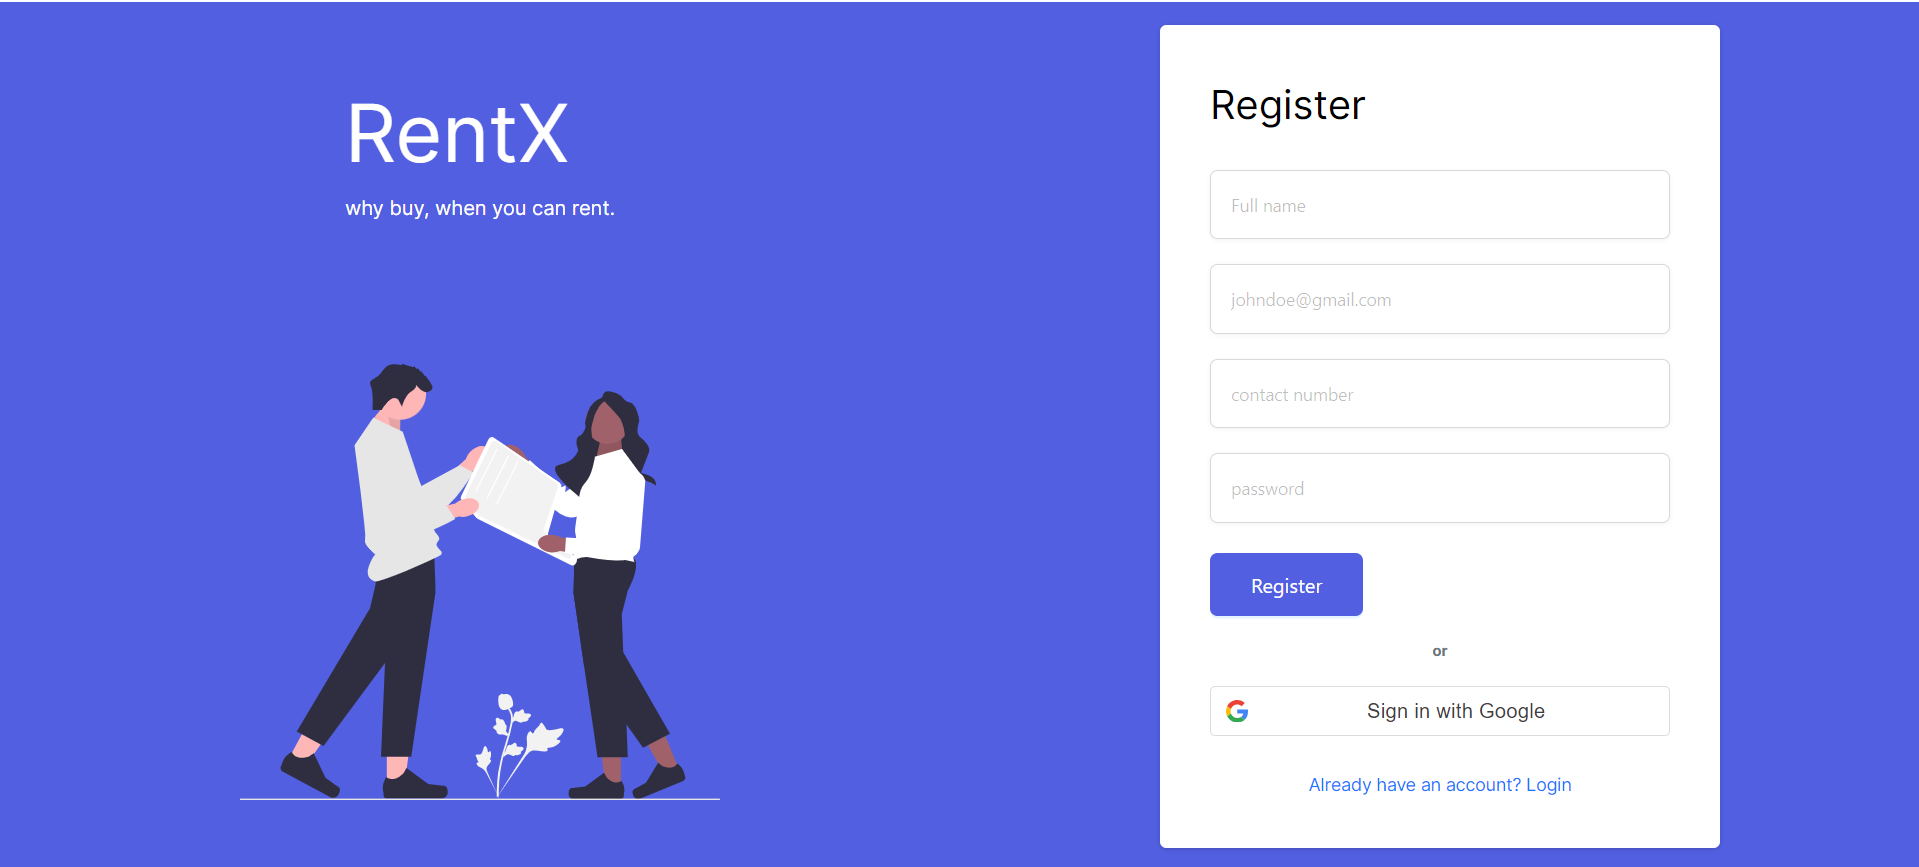 RentX
why buy, when you can rent.
Register
Full name
johndoe@gmail.com
contact number
password
Register
or
Sign in with Google
Already have an account? Login